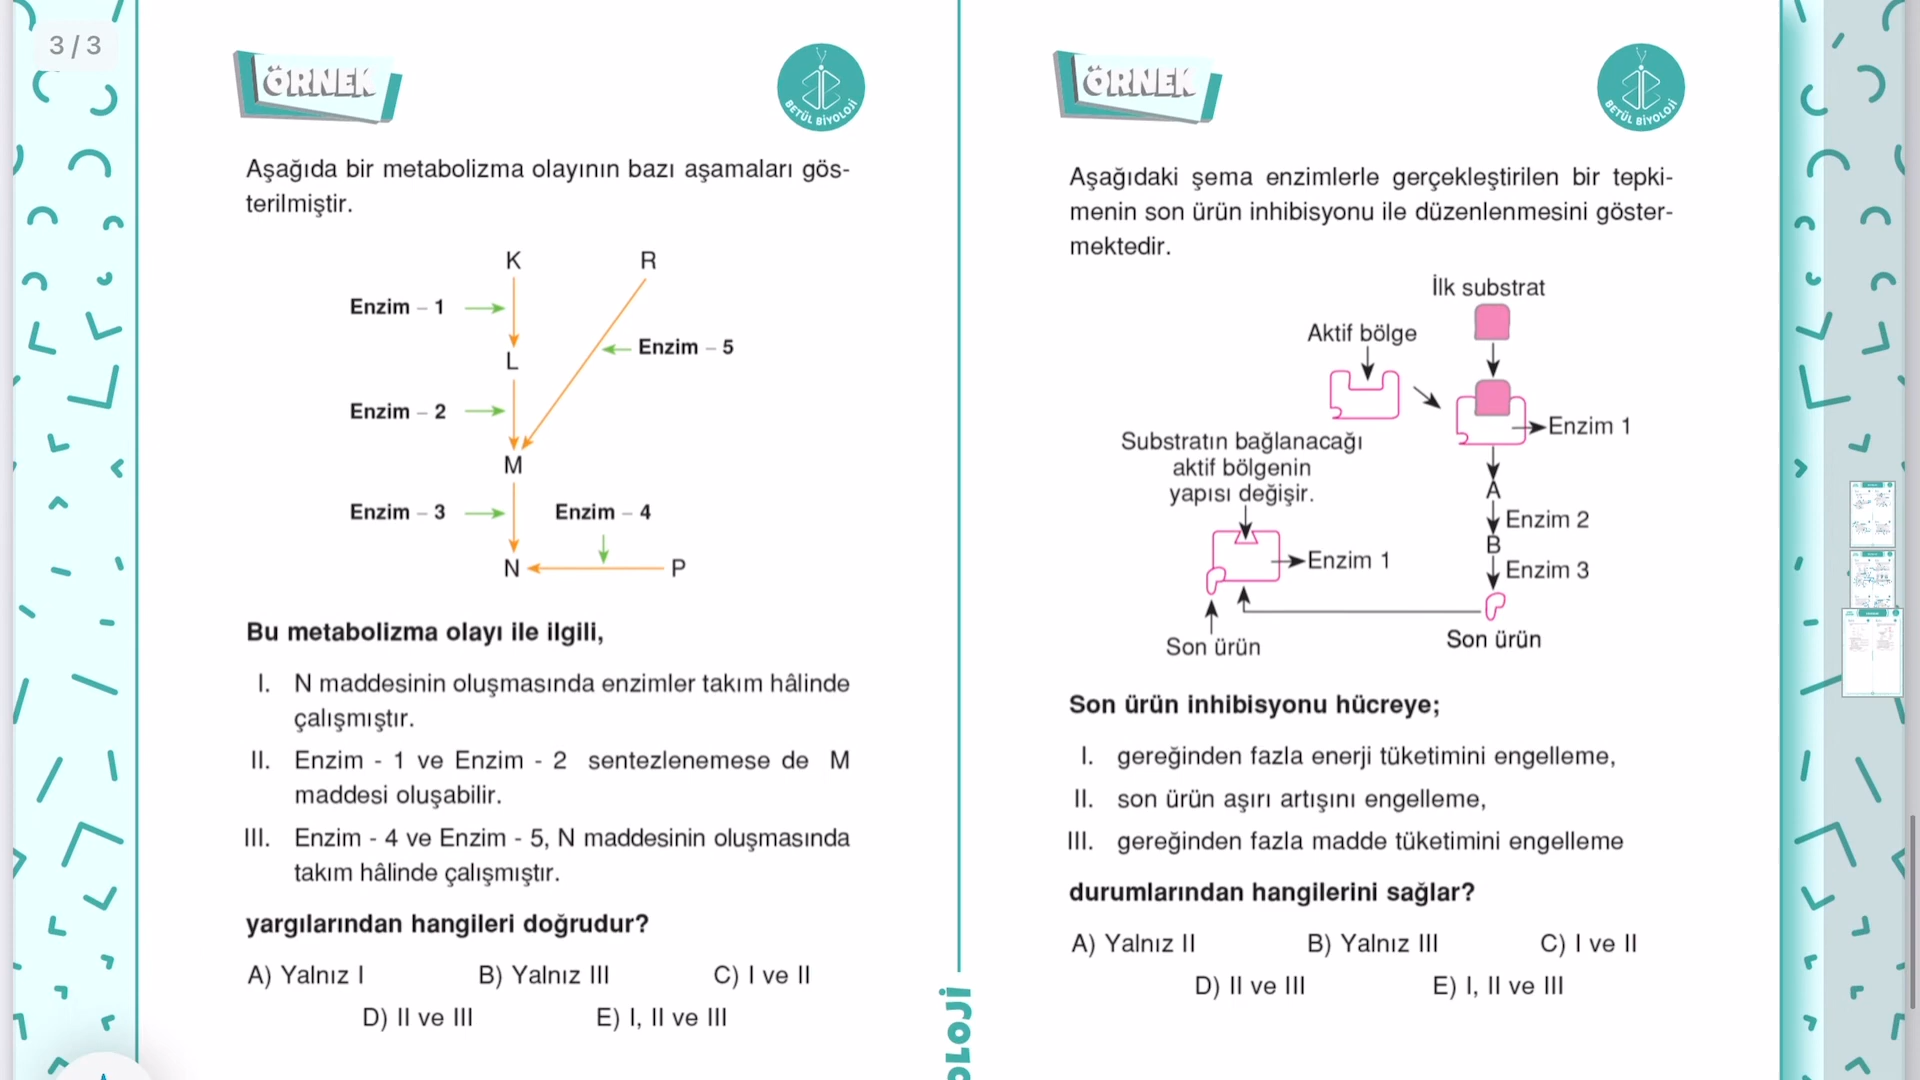 3 / 3
ÖRNEK
BETÜL BİYOLOJİ
Aşağıda bir metabolizma olayının bazı aşamaları gös-
terilmiştir.
K
R
Enzim – 1
Enzim – 5
L
Enzim – 2
M
Enzim – 3
Enzim – 4
N
P
Bu metabolizma olayı ile ilgili,
I. N maddesinin oluşmasında enzimler takım hâlinde
çalışmıştır.
II. Enzim - 1 ve Enzim - 2 sentezlenemese de M
maddesi oluşabilir.
III. Enzim - 4 ve Enzim - 5, N maddesinin oluşmasında
takım hâlinde çalışmıştır.
yargılarından hangileri doğrudur?
A) Yalnız I B) Yalnız III C) I ve II
D) II ve III E) I, II ve III
OLOJİ
ÖRNEK
BETÜL BİYOLOJİ
Aşağıdaki şema enzimlerle gerçekleştirilen bir tepki-
menin son ürün inhibisyonu ile düzenlenmesini göster-
mektedir.
İlk substrat
Aktif bölge
Enzim 1
Substratın bağlanacağı
aktif bölgenin
yapısı değişir.
A
Enzim 2
B
Enzim 1
Enzim 3
Son ürün
Son ürün
Son ürün inhibisyonu hücreye;
I. gereğinden fazla enerji tüketimini engelleme,
II. son ürün aşırı artışını engelleme,
III. gereğinden fazla madde tüketimini engelleme
durumlarından hangilerini sağlar?
A) Yalnız II B) Yalnız III C) I ve II
D) II ve III E) I, II ve III